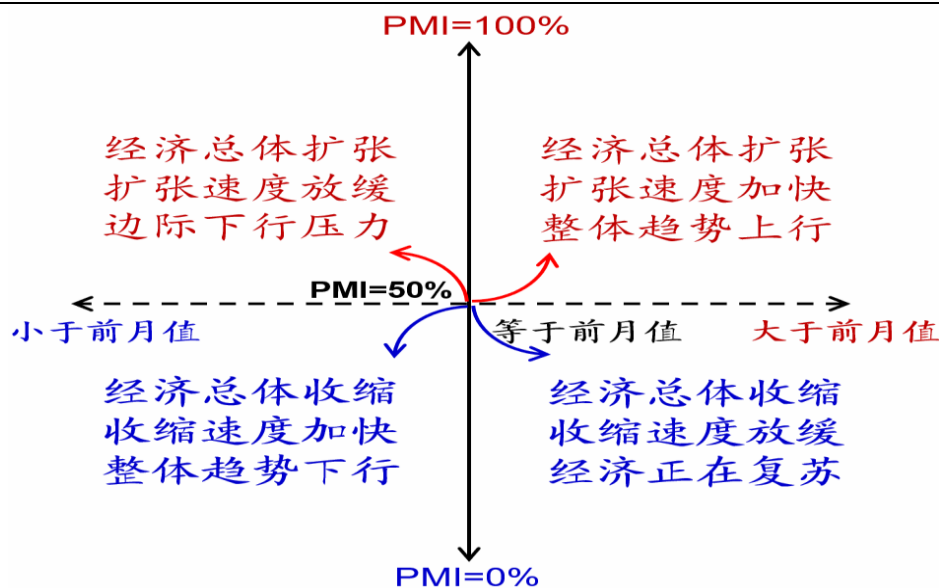 PMI=100%
经济总体扩张
扩张速度放缓
边际下行压力
经济总体扩张
扩张速度加快
整体趋势上行
PMI=50%
小于前月值
等于前月值
大于前月值
经济总体收缩
收缩速度加快
整体趋势下行
经济总体收缩
收缩速度放缓
经济正在复苏
PMI=0%